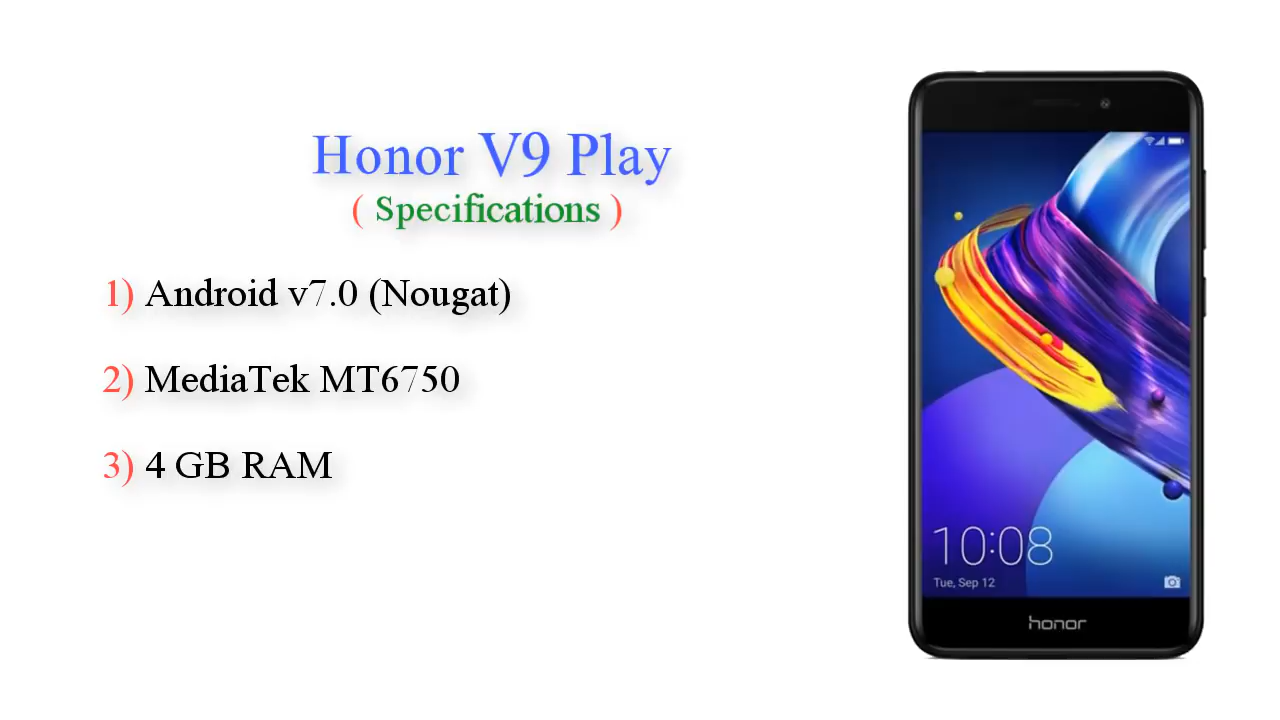 Honor V9 Play
( Specifications )
1) Android v7.0 (Nougat)
2) MediaTek MT6750
3) 4 GB RAM
10:08
Tue, Sep 12
honor